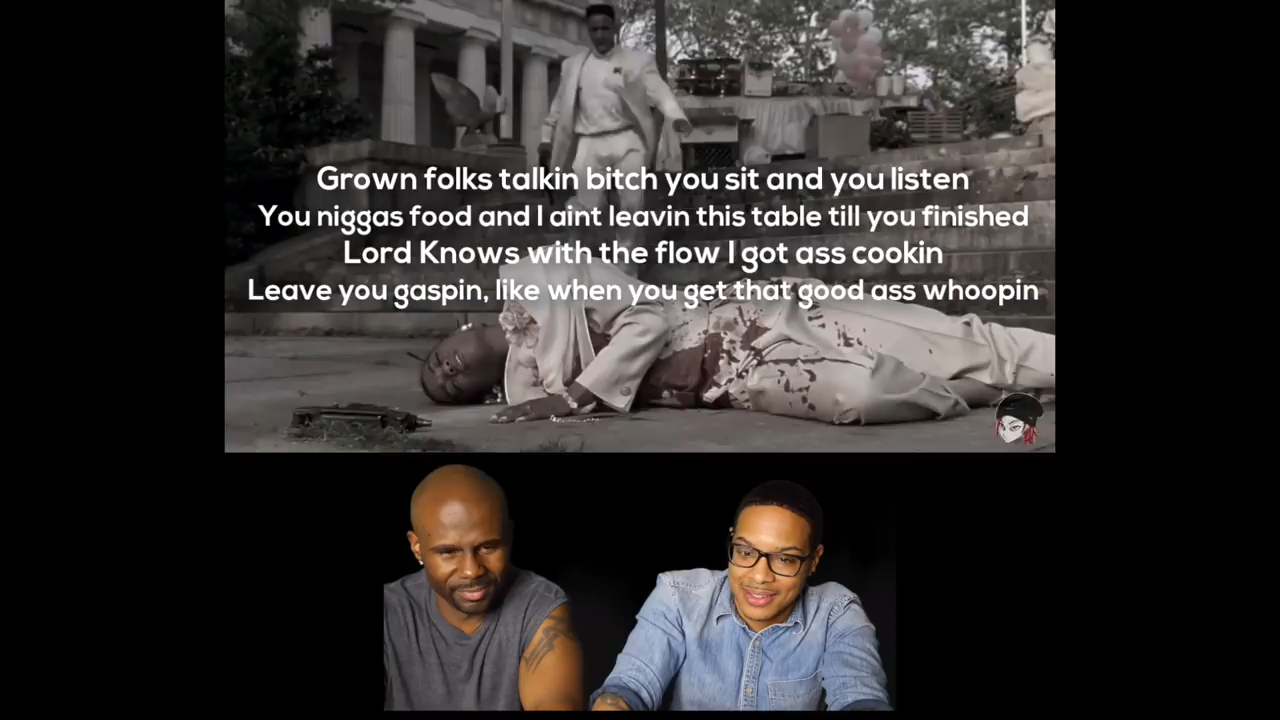 Grown folks talkin bitch you sit and you listen
You niggas food and I aint leavin this table till you finished
Lord Knows with the flow I got ass cookin
Leave you gaspin, like when you get that good ass whoopin